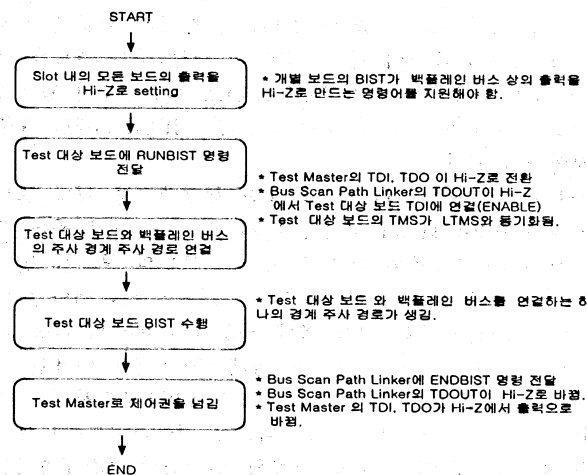 START
Slot 내의 모든 보드의 출력을
Hi-Z로 setting
* 개별 보드의 BIST가 백플레인 버스 상의 출력을
Hi-Z로 만드는 명령어를 지원해야 함.
Test 대상 보드에 RUNBIST 명령
전달
* Test Master의 TDI, TDO 이 Hi-Z로 전환
* Bus Scan Path Linker의 TDOUT이 Hi-Z
에서 Test 대상 보드 TDI에 연결(ENABLE)
* Test 대상 보드의 TMS가 LTMS와 동기화됨.
Test 대상 보드와 백플레인 버스
의 주사 경계 주사 경로 연결
* Test 대상 보드 와 백플레인 버스를 연결하는 하
나의 경계 주사 경로가 생김.
Test 대상 보드 BIST 수행
* Bus Scan Path Linker에 ENDBIST 명령 전달
* Bus Scan Path Linker의 TDOUT이 Hi-Z로 바뀜.
* Test Master 의 TDI, TDO가 Hi-Z에서 출력으로
바뀜.
Test Master로 제어권을 넘김
END